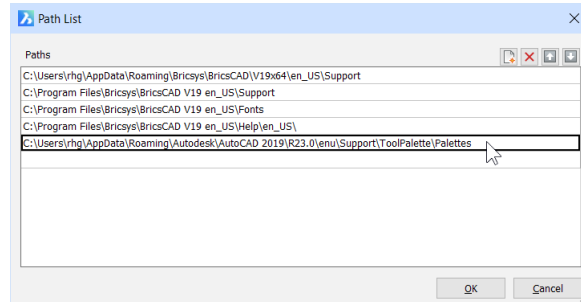 Path List
Paths
C:\Users\rhg\AppData\Roaming\Bricsys\BricsCAD\V19x64\en_US\Support
C:\Program Files\Bricsys\BricsCAD V19 en_US\Support
C:\Program Files\Bricsys\BricsCAD V19 en_US\Fonts
C:\Program Files\Bricsys\BricsCAD V19 en_US\Help\en_US\
C:\Users\rhg\AppData\Roaming\Autodesk\AutoCAD 2019\R23.0\enu\Support\ToolPalette\Palettes
OK
Cancel